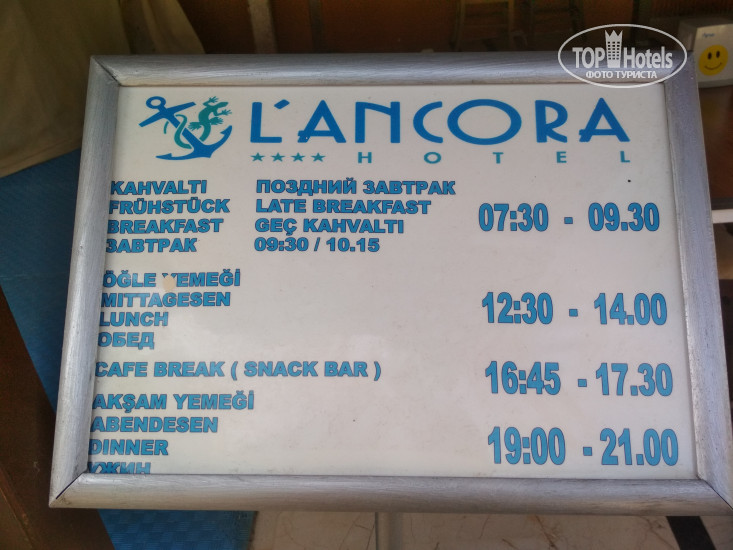 TOP Hotels
ФОТО ТУРИСТА
L'ANCORA
HOTEL
KAHVALTI
FRÜHSTÜCK
BREAKFAST
ЗАВТРАК
ПОЗДНИЙ ЗАВТРАК
LATE BREAKFAST
GEÇ KAHVALTI
09:30 / 10.15
07:30 - 09.30
ÖĞLE YEMEĞİ
MITTAGESEN
LUNCH
ОБЕД
12:30 - 14.00
CAFE BREAK ( SNACK BAR )
16:45 - 17.30
AKŞAM YEMEĞİ
ABENDESEN
DINNER
УЖИН
19:00 - 21.00